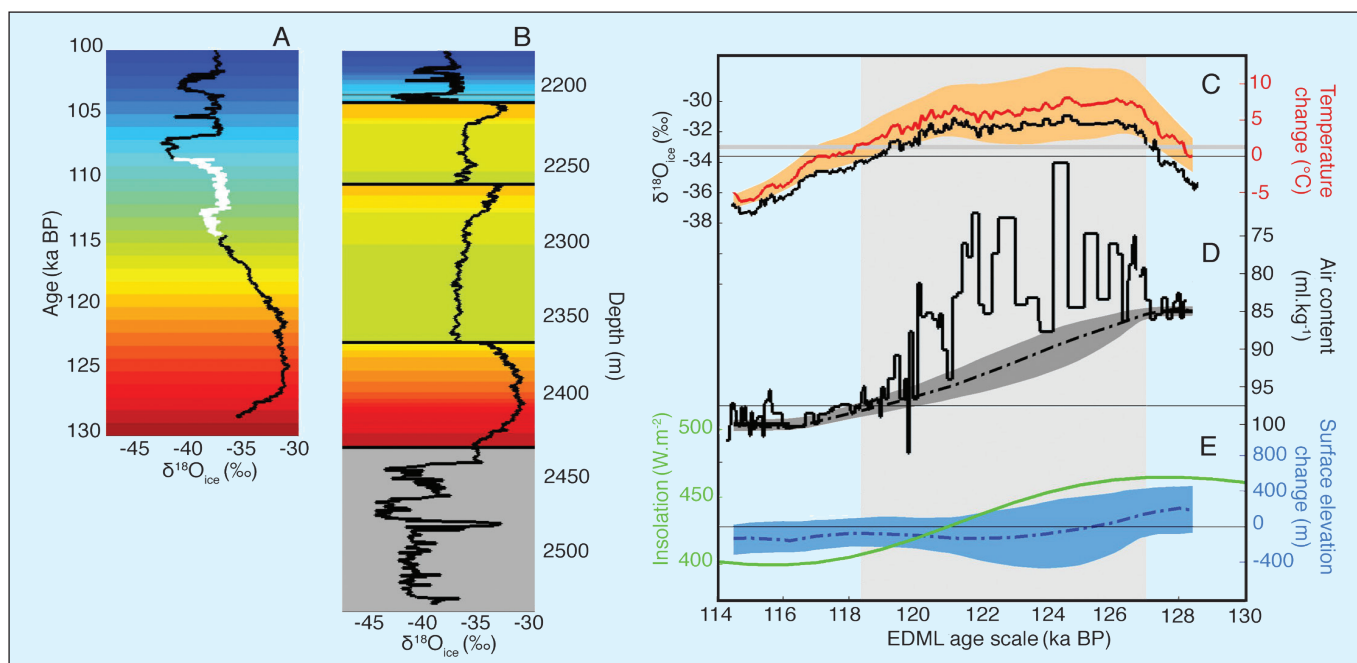 A
100
105
110
115
120
125
130
Age (ka BP)
-45
-40
-35
-30
δ¹⁸Oice (‰)
B
2200
2250
2300
2350
2400
2450
2500
Depth (m)
-45
-40
-35
-30
δ¹⁸Oice (‰)
C
-30
-32
-34
-36
-38
δ¹⁸Oice (‰)
10
5
0
-5
Temperature
change (°C)
D
75
80
85
90
95
100
Air content
(ml.kg⁻¹)
E
500
450
400
Insolation (W.m⁻²)
800
400
0
-400
Surface elevation
change (m)
114
116
118
120
122
124
126
128
130
EDML age scale (ka BP)